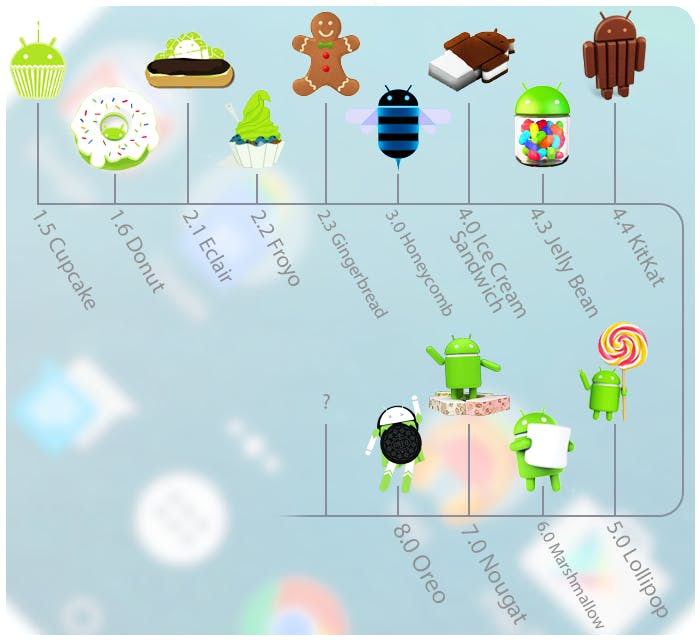 1.5 Cupcake
1.6 Donut
2.1 Eclair
2.2 Froyo
2.3 Gingerbread
3.0 Honeycomb
4.0 Ice Cream
Sandwich
4.3 Jelly Bean
4.4 KitKat
5.0 Lollipop
6.0 Marshmallow
7.0 Nougat
8.0 Oreo
?